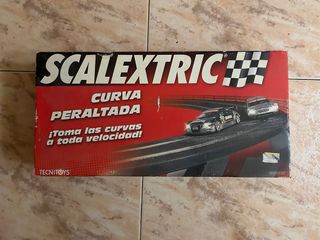 SCALEXTRIC
CURVA
PERALTADA
¡Toma las curvas
a toda velocidad!
TECNITOYS